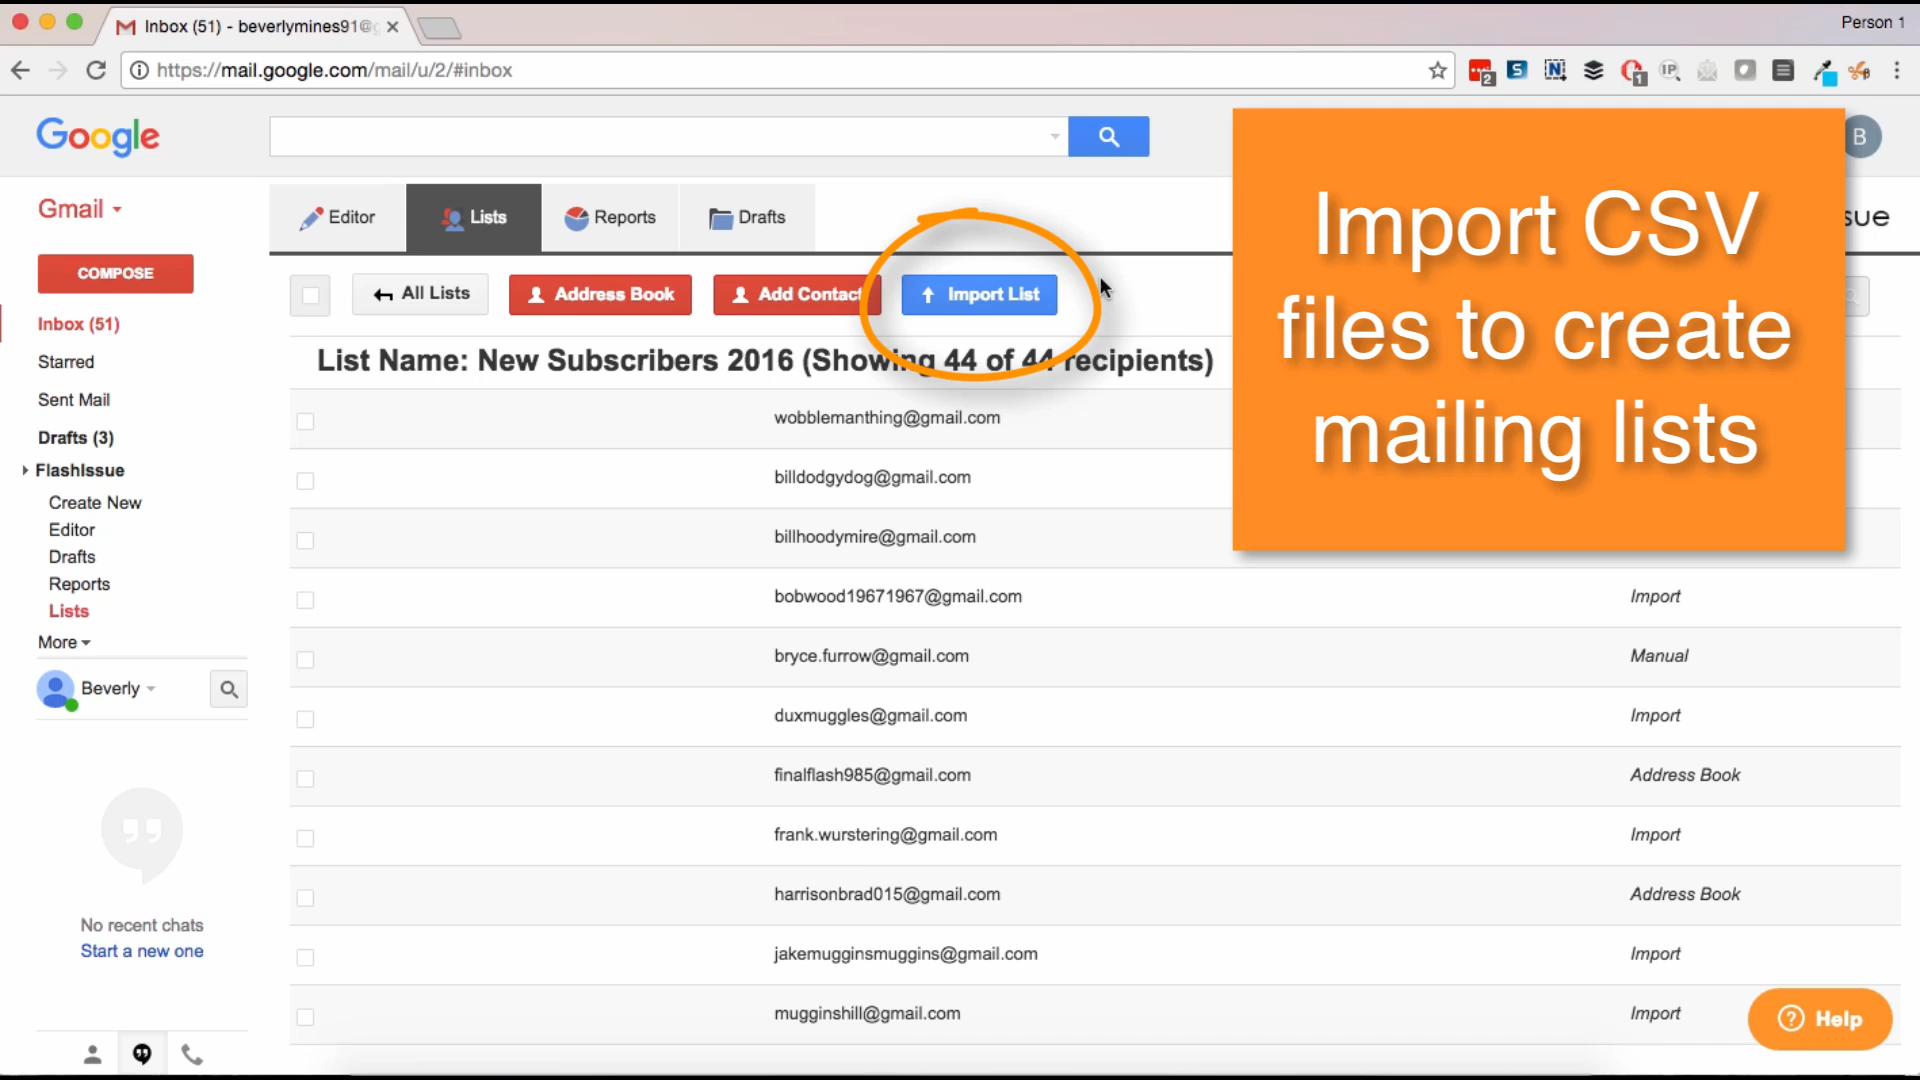 Inbox (51) - beverlymines91@
Person 1
https://mail.google.com/mail/u/2/#inbox
2
S
N
1
IP
Google
B
Gmail
Editor
Lists
Reports
Drafts
sue
COMPOSE
All Lists
Address Book
Add Contact
Import List
Import CSV
files to create
mailing lists
Inbox (51)
Starred
Sent Mail
Drafts (3)
FlashIssue
Create New
Editor
Drafts
Reports
Lists
More
Beverly
No recent chats
Start a new one
List Name: New Subscribers 2016 (Showing 44 of 44 recipients)
wobblemanthing@gmail.com
billdodgydog@gmail.com
billhoodymire@gmail.com
bobwood19671967@gmail.com Import
bryce.furrow@gmail.com Manual
duxmuggles@gmail.com Import
finalflash985@gmail.com Address Book
frank.wurstering@gmail.com Import
harrisonbrad015@gmail.com Address Book
jakemugginsmuggins@gmail.com Import
mugginshill@gmail.com Import
Help